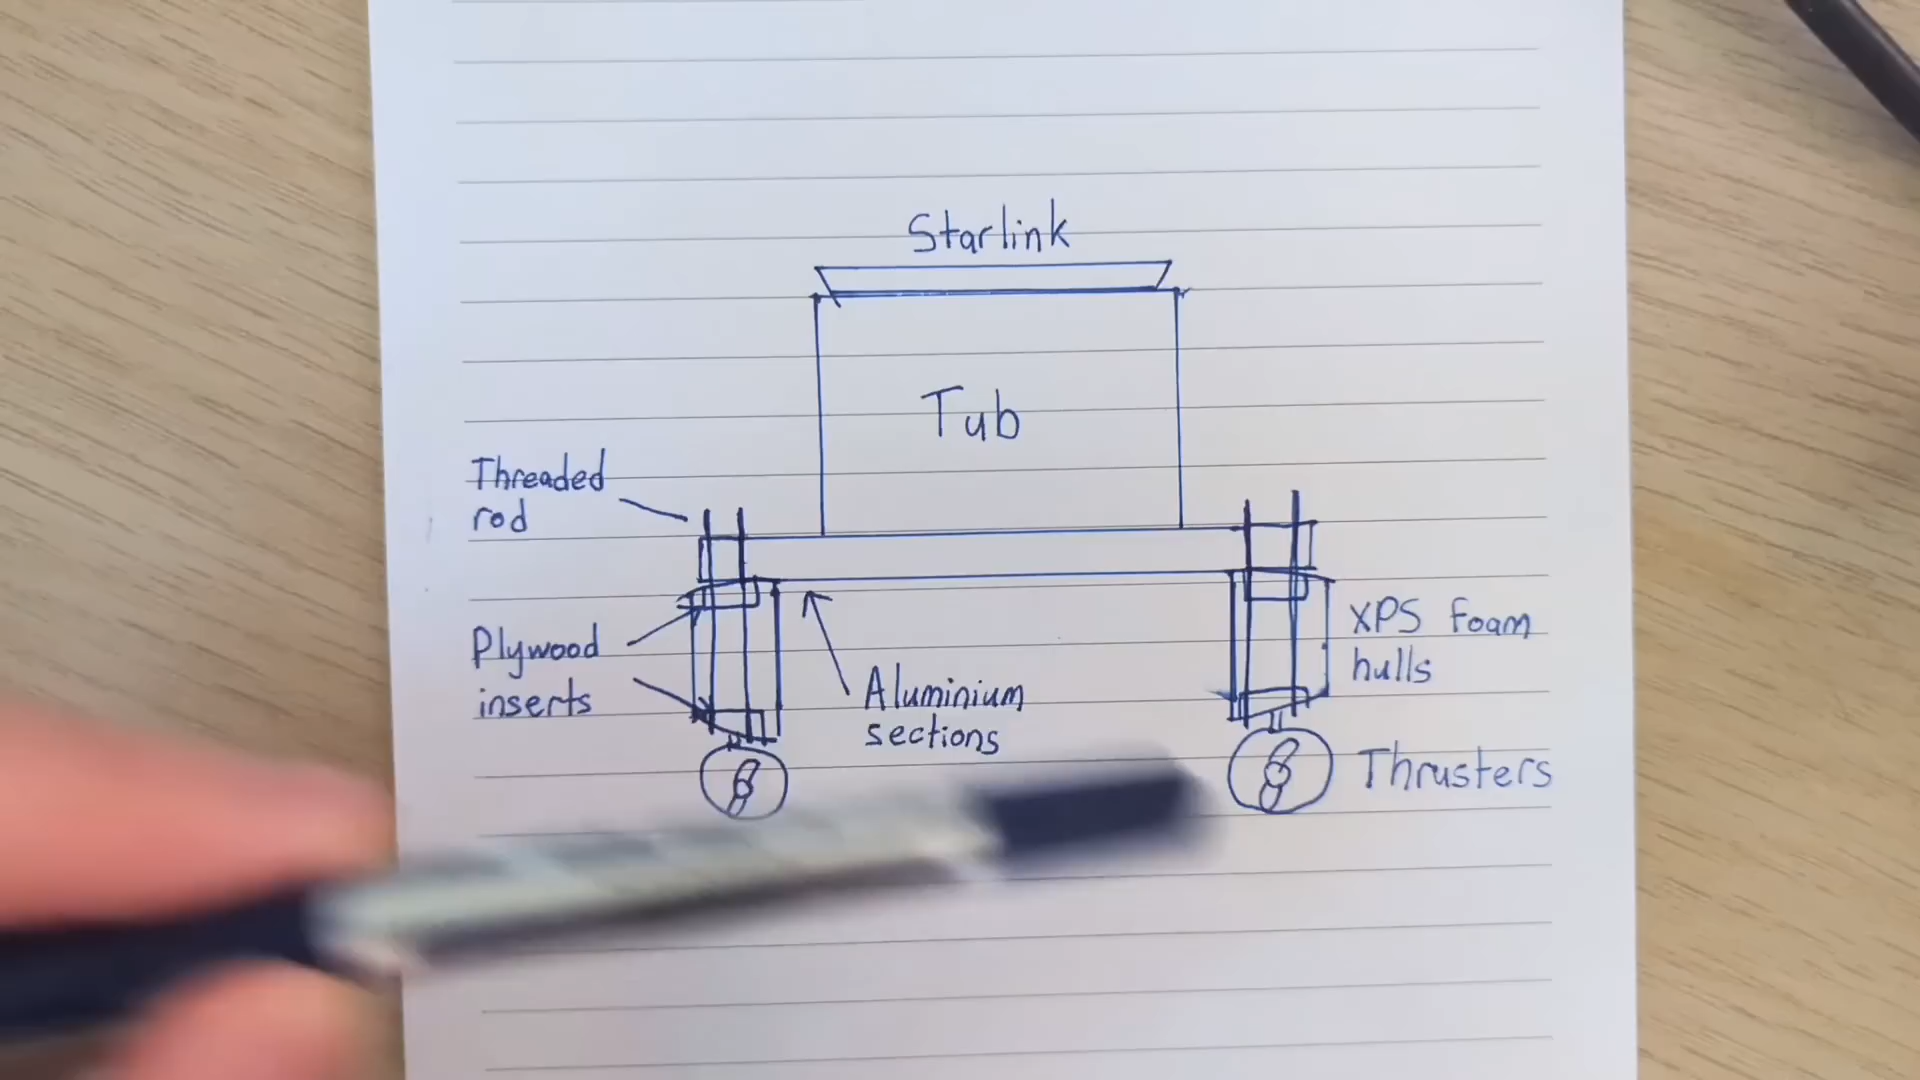 Starlink
Tub
Threaded
rod
Plywood
inserts
Aluminium
sections
XPS foam
hulls
Thrusters